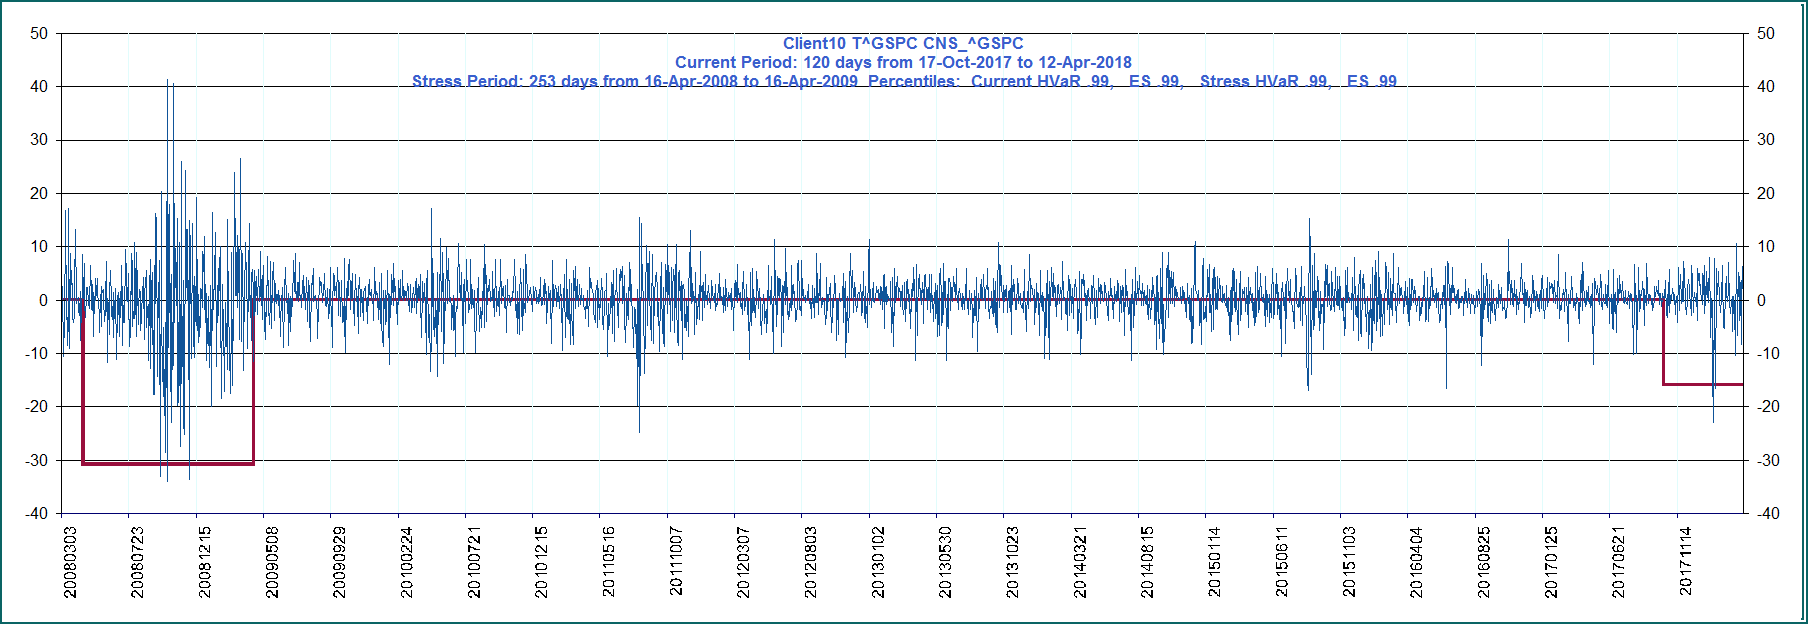 Client10 T^GSPC CNS_^GSPC
Current Period: 120 days from 17-Oct-2017 to 12-Apr-2018
Stress Period: 253 days from 16-Apr-2008 to 16-Apr-2009 Percentiles: Current HVaR .99, ES .99, Stress HVaR .99, ES .99
50 50
40 40
30 30
20 20
10 10
0 0
-10 -10
-20 -20
-30 -30
-40 -40
20080303 20080723 20081215 20090508 20090929 20100224 20100721 20101215 20110516 20111007 20120307 20120803 20130102 20130530 20131023 20140321 20140815 20150114 20150611 20151103 20160404 20160825 20170125 20170621 20171114